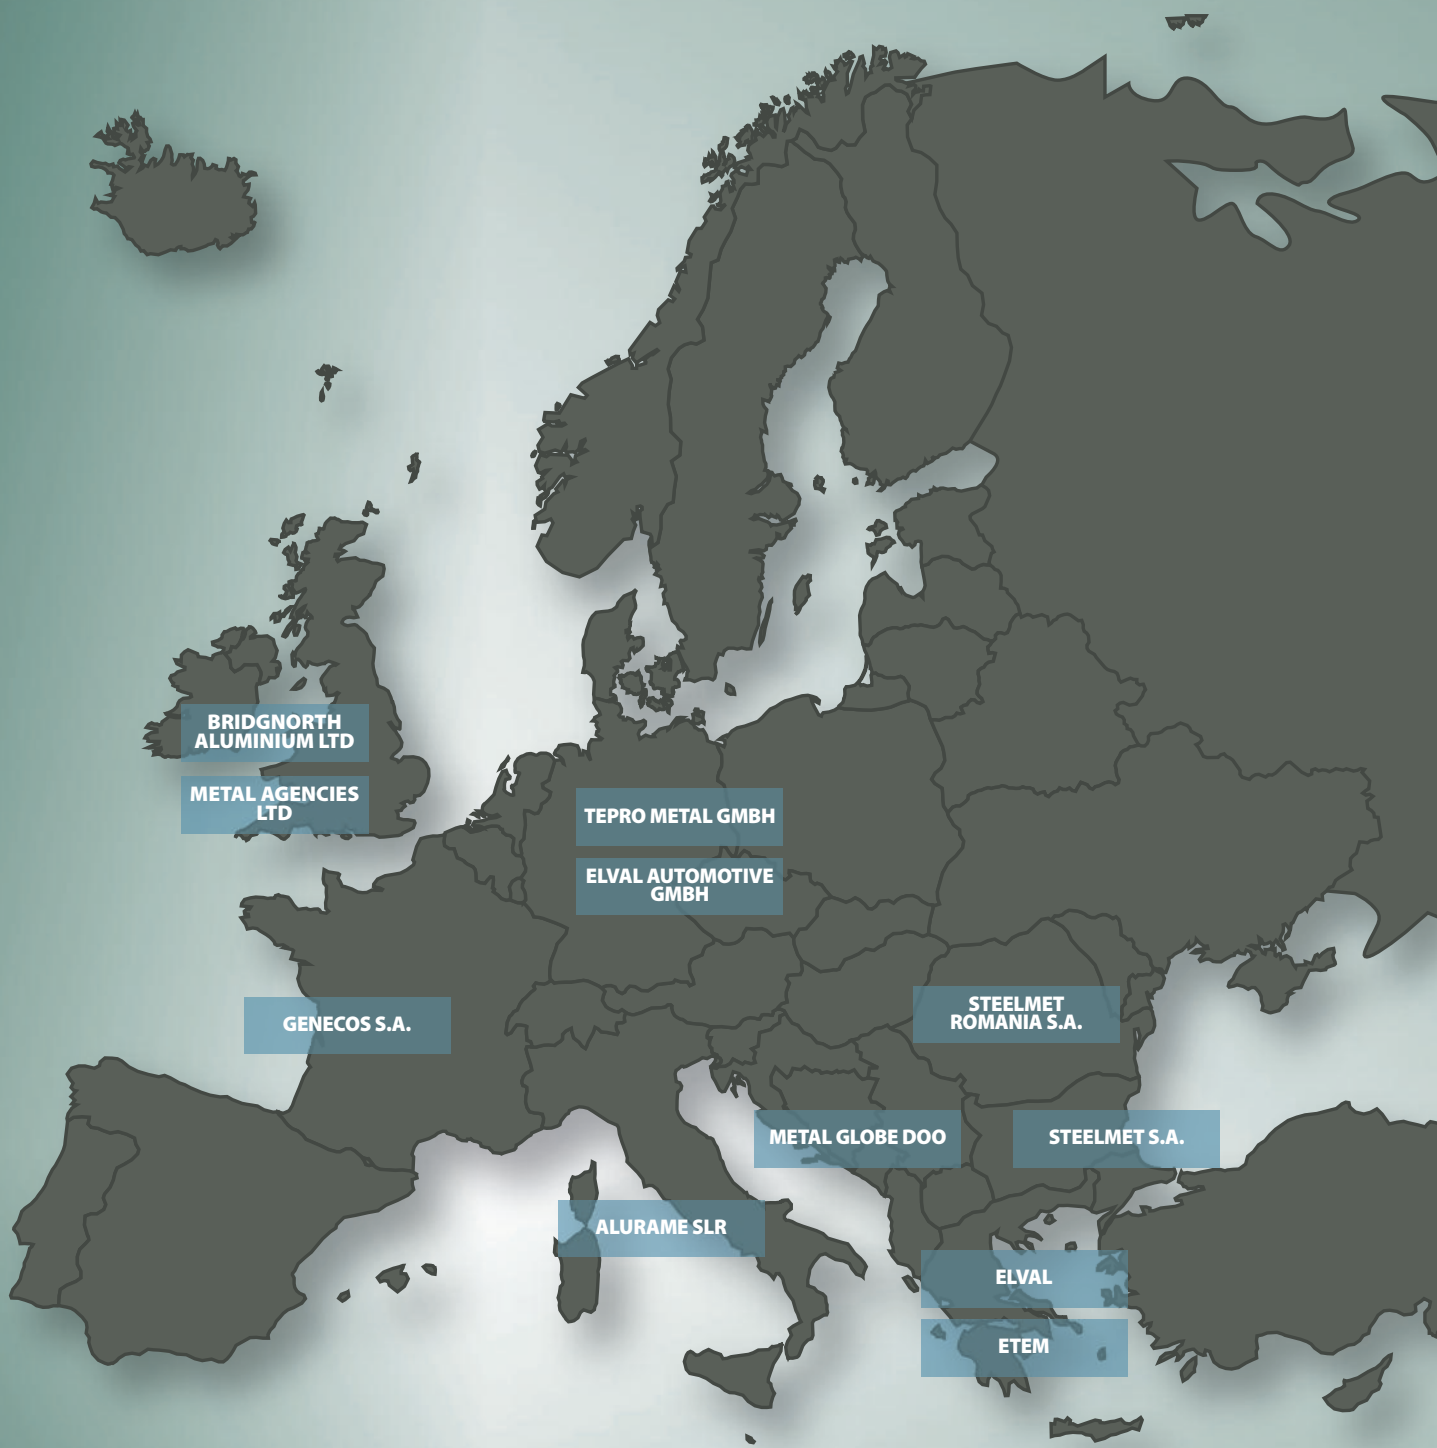 BRIDGNORTH
ALUMINIUM LTD
METAL AGENCIES
LTD
TEPRO METAL GMBH
ELVAL AUTOMOTIVE
GMBH
GENECOS S.A.
STEELMET
ROMANIA S.A.
METAL GLOBE DOO
STEELMET S.A.
ALURAME SLR
ELVAL
ETEM